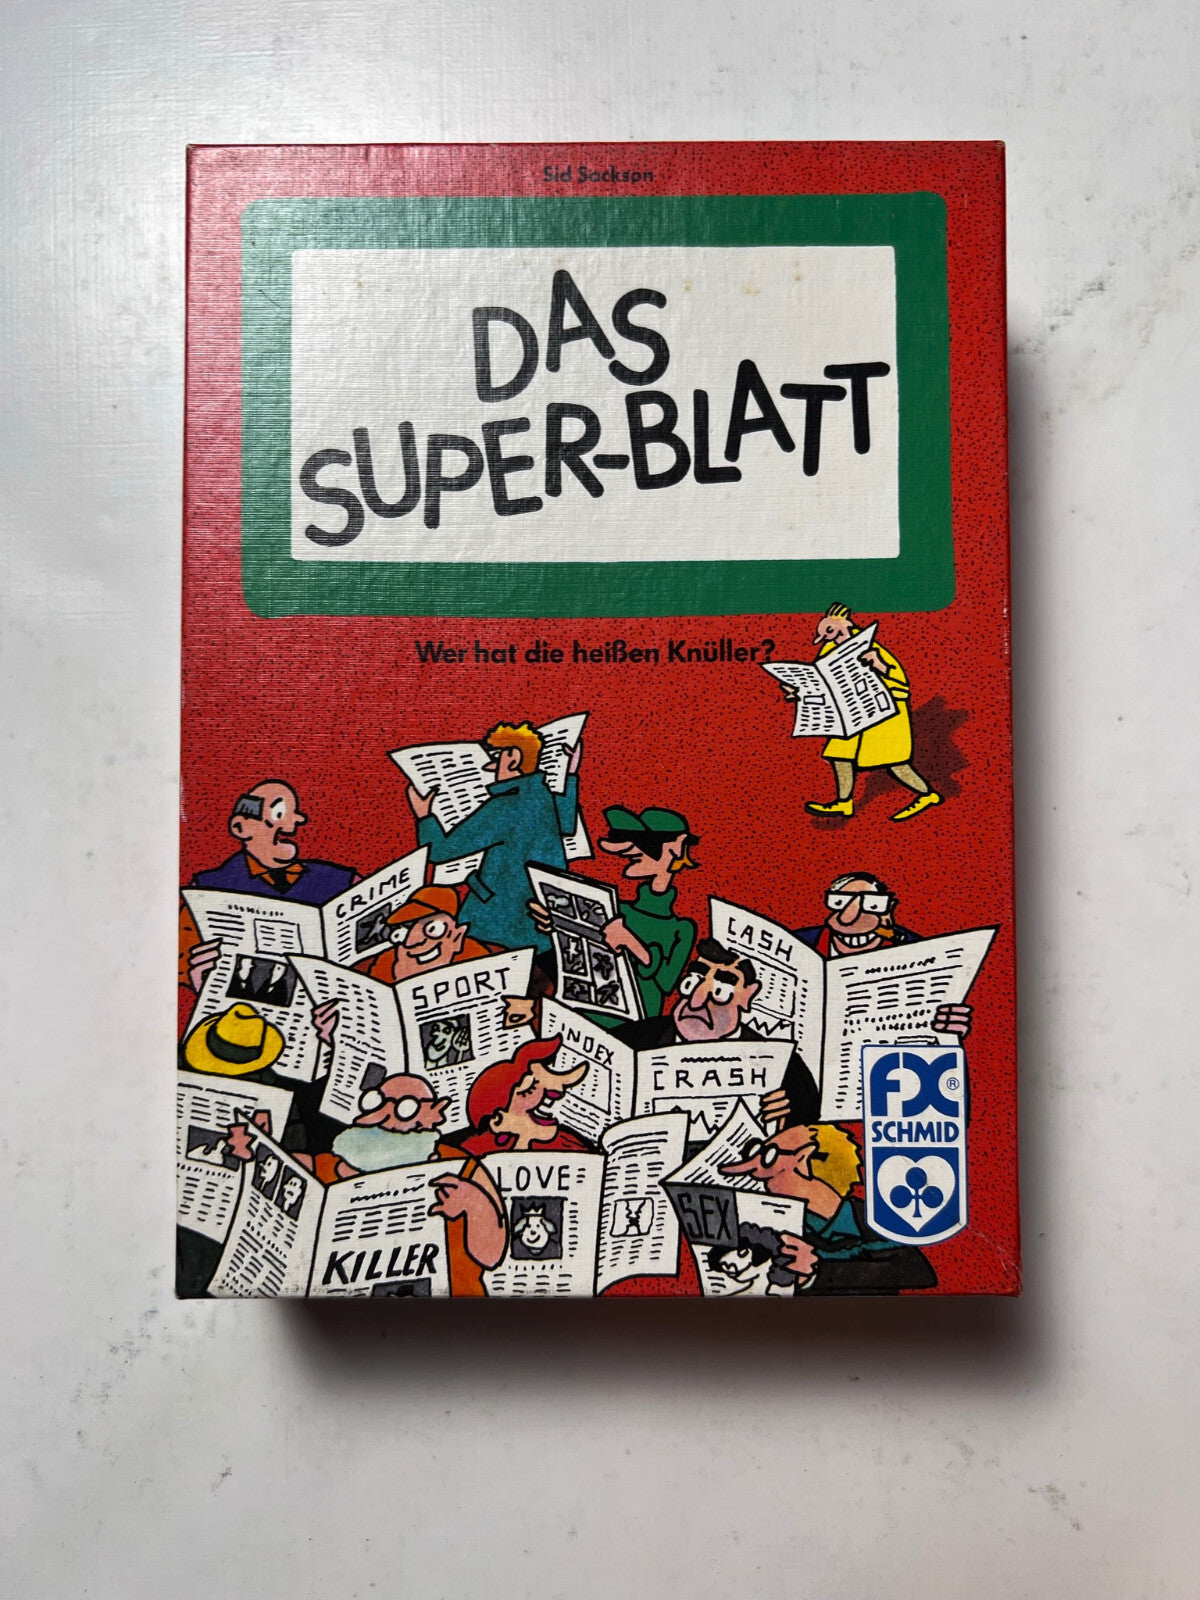 Sid Sackson
DAS
SUPER-BLATT
Wer hat die heißen Knüller?
CRIME
SPORT
CASH
INDEX
CRASH
LOVE
SEX
KILLER
FX®
SCHMID